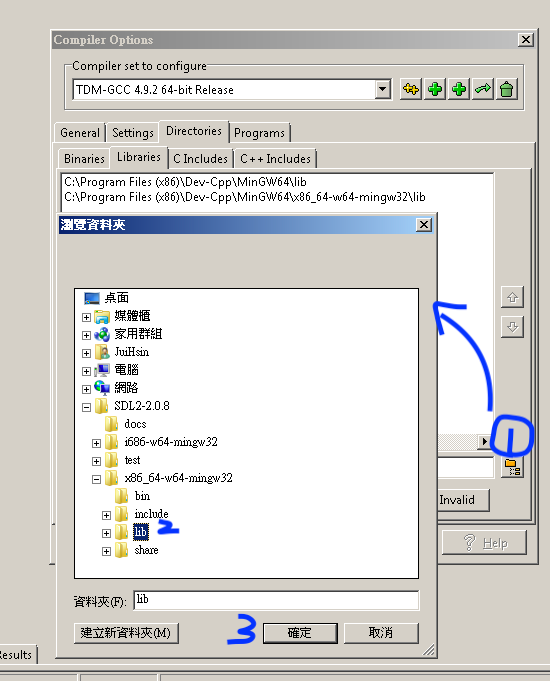 Compiler Options
Compiler set to configure
TDM-GCC 4.9.2 64-bit Release
General Settings Directories Programs
Binaries Libraries C Includes C++ Includes
C:\Program Files (x86)\Dev-Cpp\MinGW64\lib
C:\Program Files (x86)\Dev-Cpp\MinGW64\x86_64-w64-mingw32\lib
瀏覽資料夾
桌面
媒體櫃
家用群組
JuiHsin
電腦
網路
SDL2-2.0.8
docs
i686-w64-mingw32
test
x86_64-w64-mingw32
bin
include
lib 2
share
1
Invalid
Help
資料夾(F): lib
建立新資料夾(M) 3 確定 取消
Results